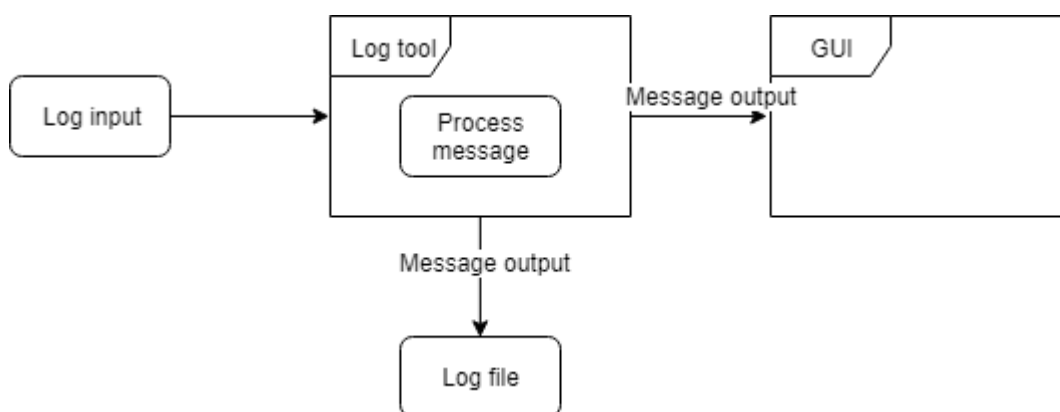 Log tool
GUI
Log input
Process
message
Message output
Message output
Log file